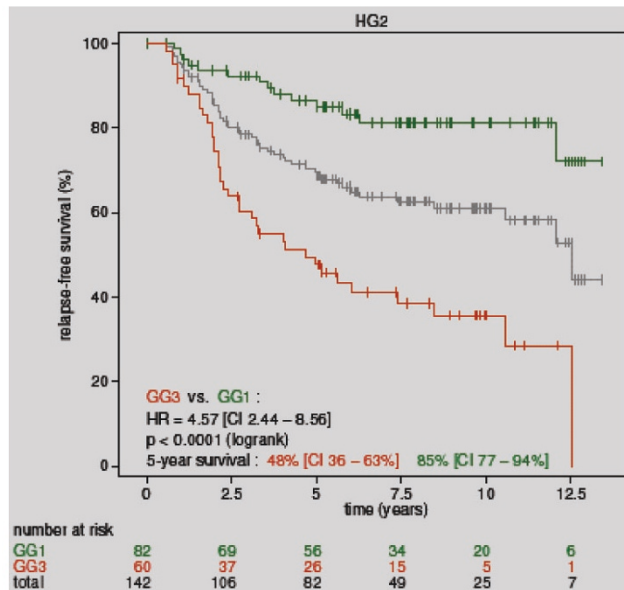 HG2
100
80
60
40
20
0
relapse-free survival (%)
GG3 vs. GG1 :
HR = 4.57 [CI 2.44 – 8.56]
p < 0.0001 (logrank)
5-year survival : 48% [CI 36 – 63%] 85% [CI 77 – 94%]
0 2.5 5 7.5 10 12.5
time (years)
number at risk
GG1 82 69 56 34 20 6
GG3 60 37 26 15 5 1
total 142 106 82 49 25 7